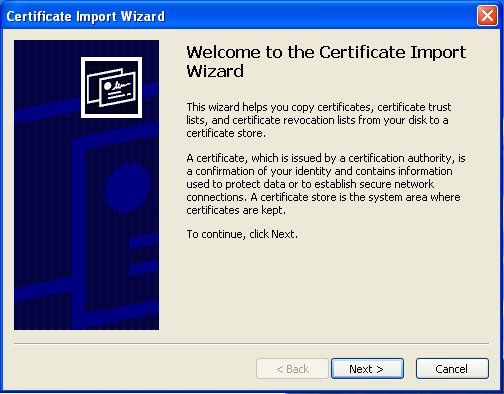 Certificate Import Wizard
Welcome to the Certificate Import
Wizard
This wizard helps you copy certificates, certificate trust
lists, and certificate revocation lists from your disk to a
certificate store.
A certificate, which is issued by a certification authority, is
a confirmation of your identity and contains information
used to protect data or to establish secure network
connections. A certificate store is the system area where
certificates are kept.
To continue, click Next.
< Back
Next >
Cancel